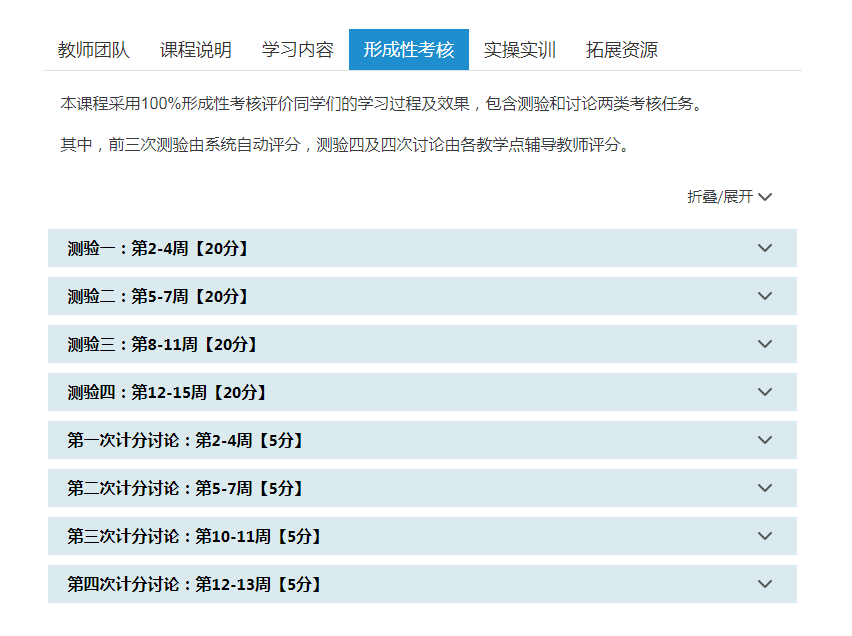 教师团队 课程说明 学习内容 形成性考核 实操实训 拓展资源
本课程采用100%形成性考核评价同学们的学习过程及效果，包含测验和讨论两类考核任务。
其中，前三次测验由系统自动评分，测验四及四次讨论由各教学点辅导教师评分。
折叠/展开
测验一：第2-4周【20分】
测验二：第5-7周【20分】
测验三：第8-11周【20分】
测验四：第12-15周【20分】
第一次计分讨论：第2-4周【5分】
第二次计分讨论：第5-7周【5分】
第三次计分讨论：第10-11周【5分】
第四次计分讨论：第12-13周【5分】